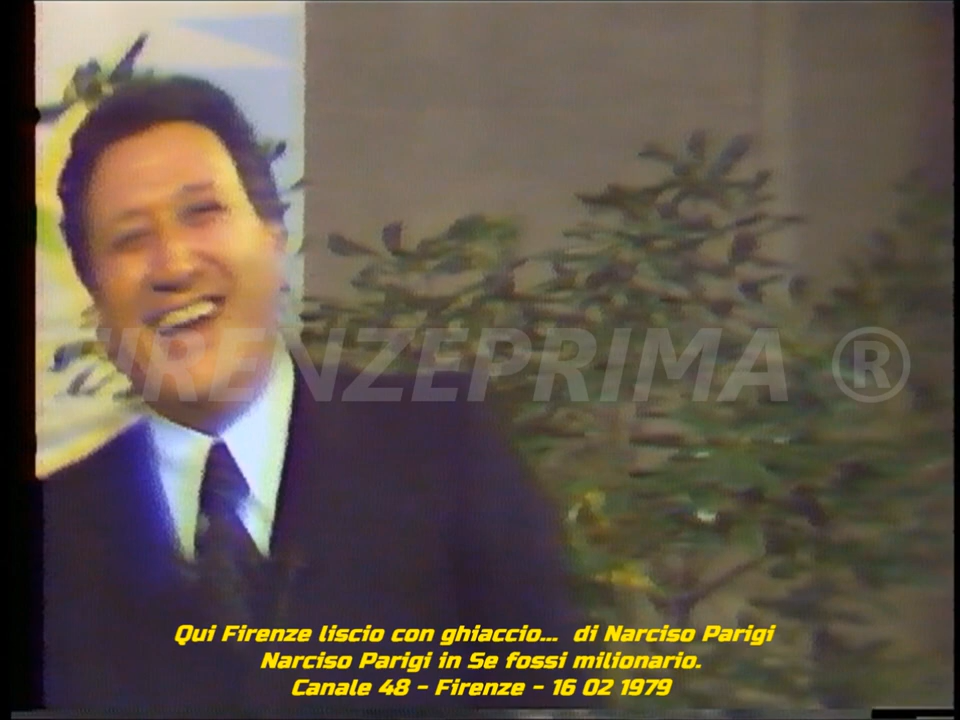 FIRENZEPRIMA ®
Qui Firenze liscio con ghiaccio... di Narciso Parigi
Narciso Parigi in Se fossi milionario.
Canale 48 - Firenze - 16 02 1979